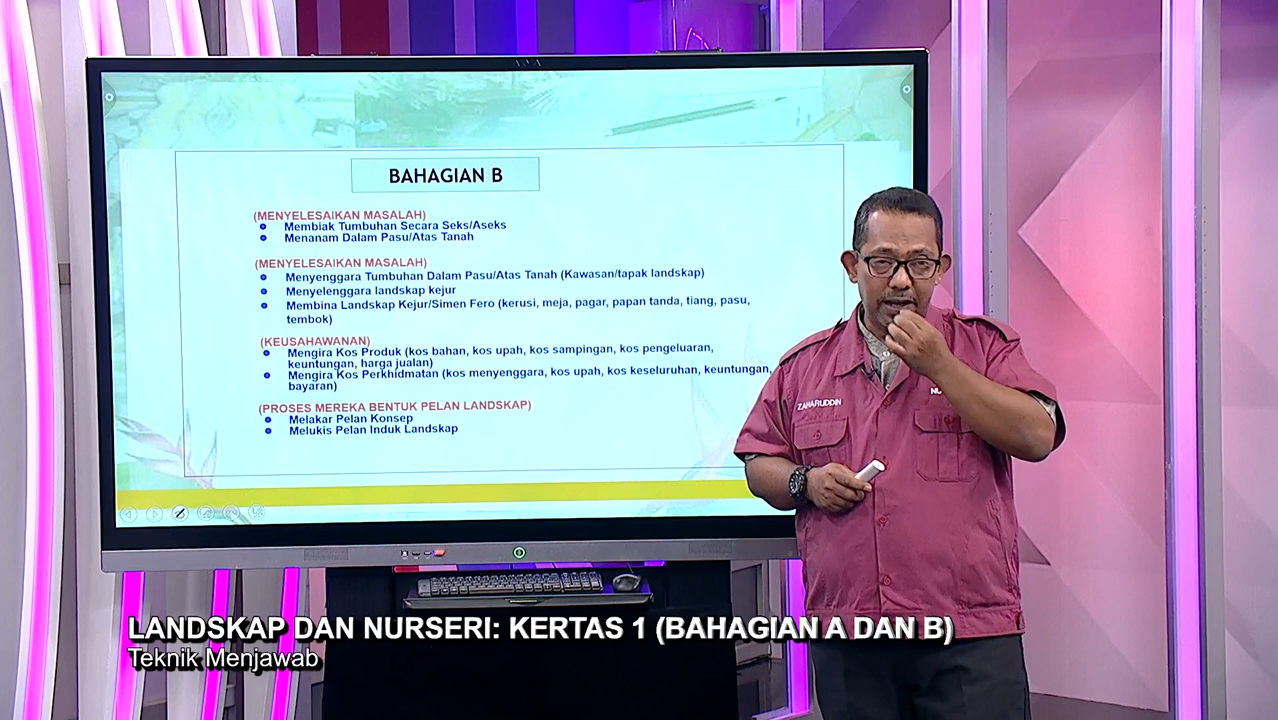 BAHAGIAN B
(MENYELESAIKAN MASALAH)
Membiak Tumbuhan Secara Seks/Aseks
Menanam Dalam Pasu/Atas Tanah
(MENYELESAIKAN MASALAH)
Menyenggara Tumbuhan Dalam Pasu/Atas Tanah (Kawasan/tapak landskap)
Menyelenggara landskap kejur
Membina Landskap Kejur/Simen Fero (kerusi, meja, pagar, papan tanda, tiang, pasu,
tembok)
(KEUSAHAWANAN)
Mengira Kos Produk (kos bahan, kos upah, kos sampingan, kos pengeluaran,
keuntungan, harga jualan)
Mengira Kos Perkhidmatan (kos menyenggara, kos upah, kos keseluruhan, keuntungan,
bayaran)
(PROSES MEREKA BENTUK PELAN LANDSKAP)
Melakar Pelan Konsep
Melukis Pelan Induk Landskap
ZAHARUDDIN
LANDSKAP DAN NURSERI: KERTAS 1 (BAHAGIAN A DAN B)
Teknik Menjawab